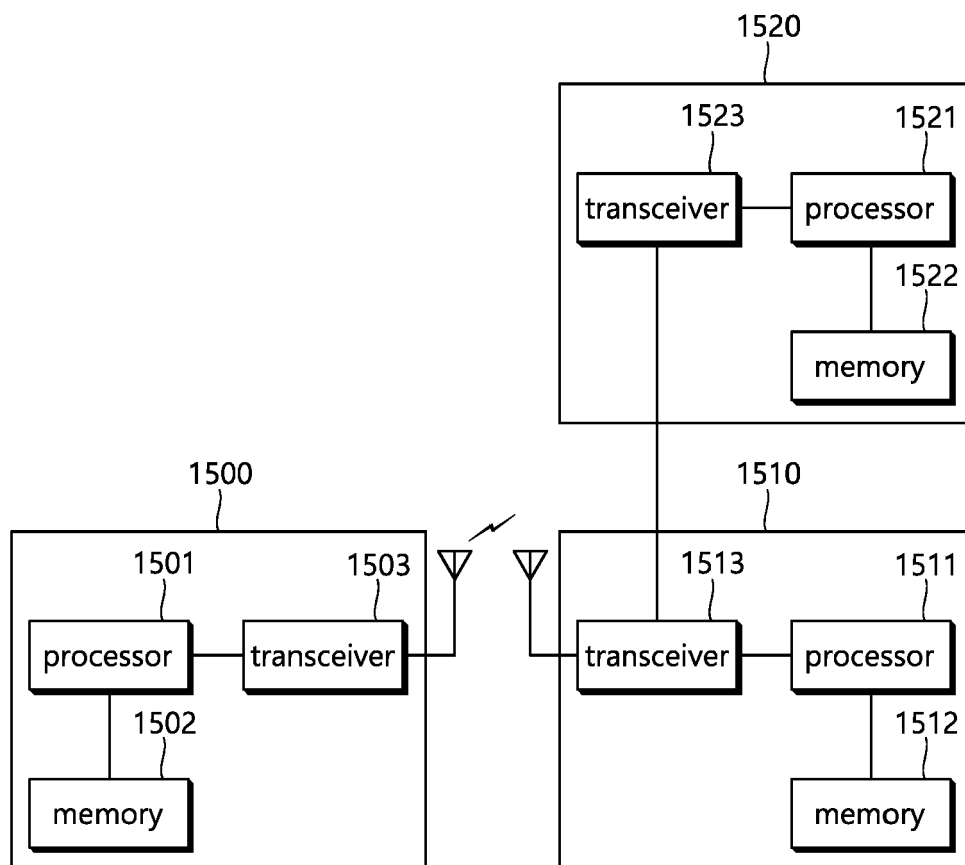 1520
1523
1521
transceiver
processor
1522
memory
1500
1510
1501
1503
1513
1511
processor
transceiver
transceiver
processor
1502
1512
memory
memory